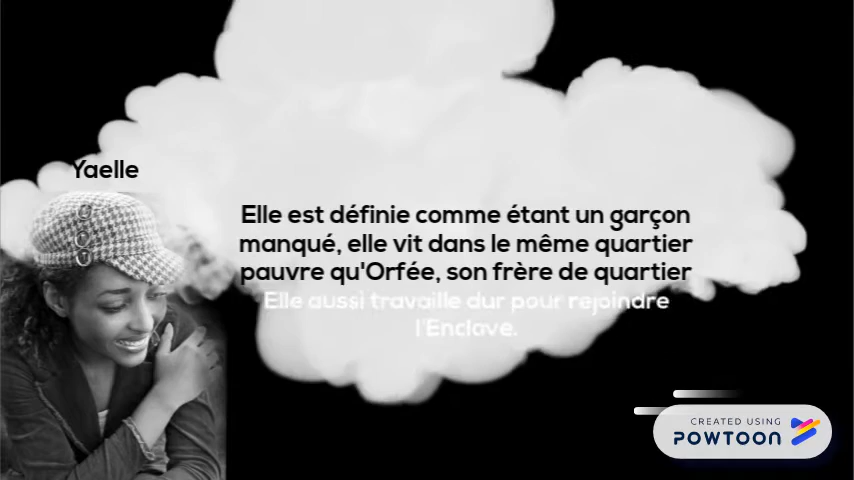 Yaelle
Elle est définie comme étant un garçon
manqué, elle vit dans le même quartier
pauvre qu'Orfée, son frère de quartier
Elle aussi travaille dur pour rejoindre
l'Enclave.
CREATED USING
POWTOON